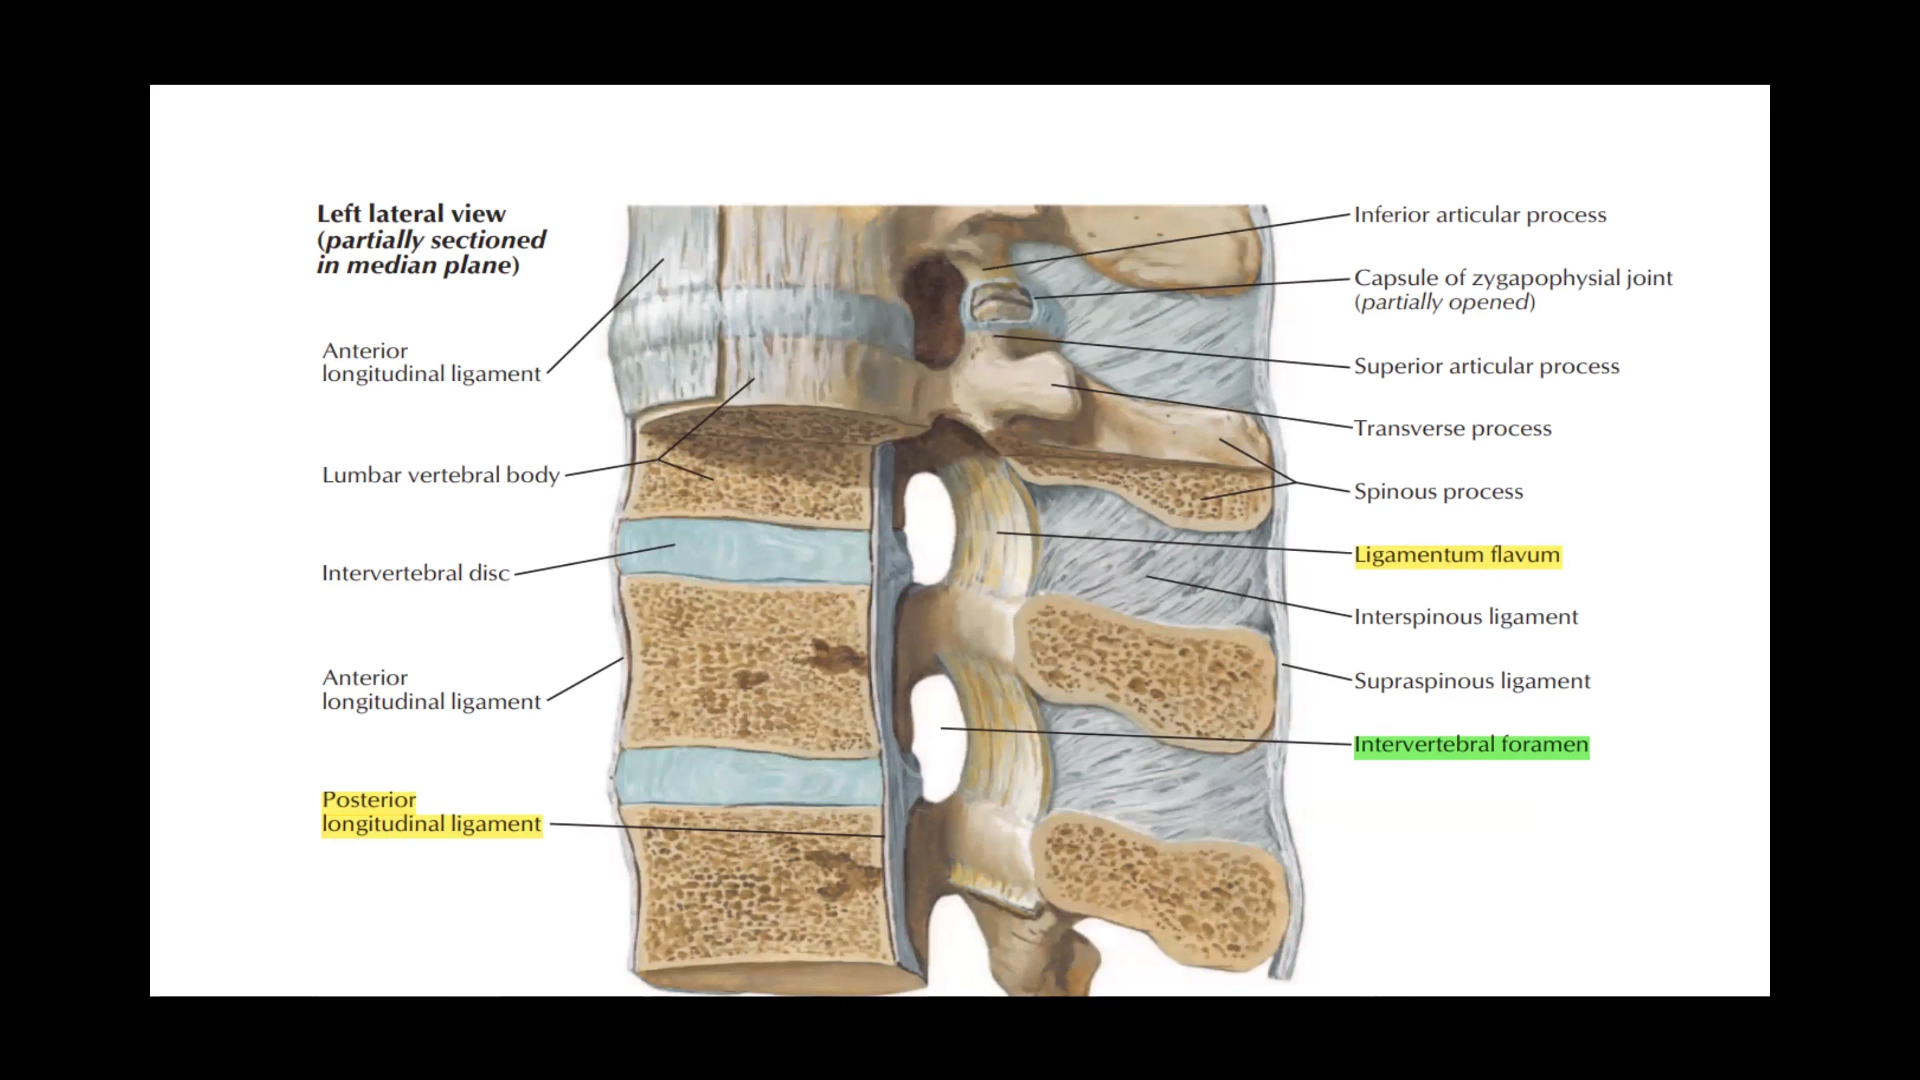 Left lateral view
(partially sectioned
in median plane)
Anterior
longitudinal ligament
Lumbar vertebral body
Intervertebral disc
Anterior
longitudinal ligament
Posterior
longitudinal ligament
Inferior articular process
Capsule of zygapophysial joint
(partially opened)
Superior articular process
Transverse process
Spinous process
Ligamentum flavum
Interspinous ligament
Supraspinous ligament
Intervertebral foramen